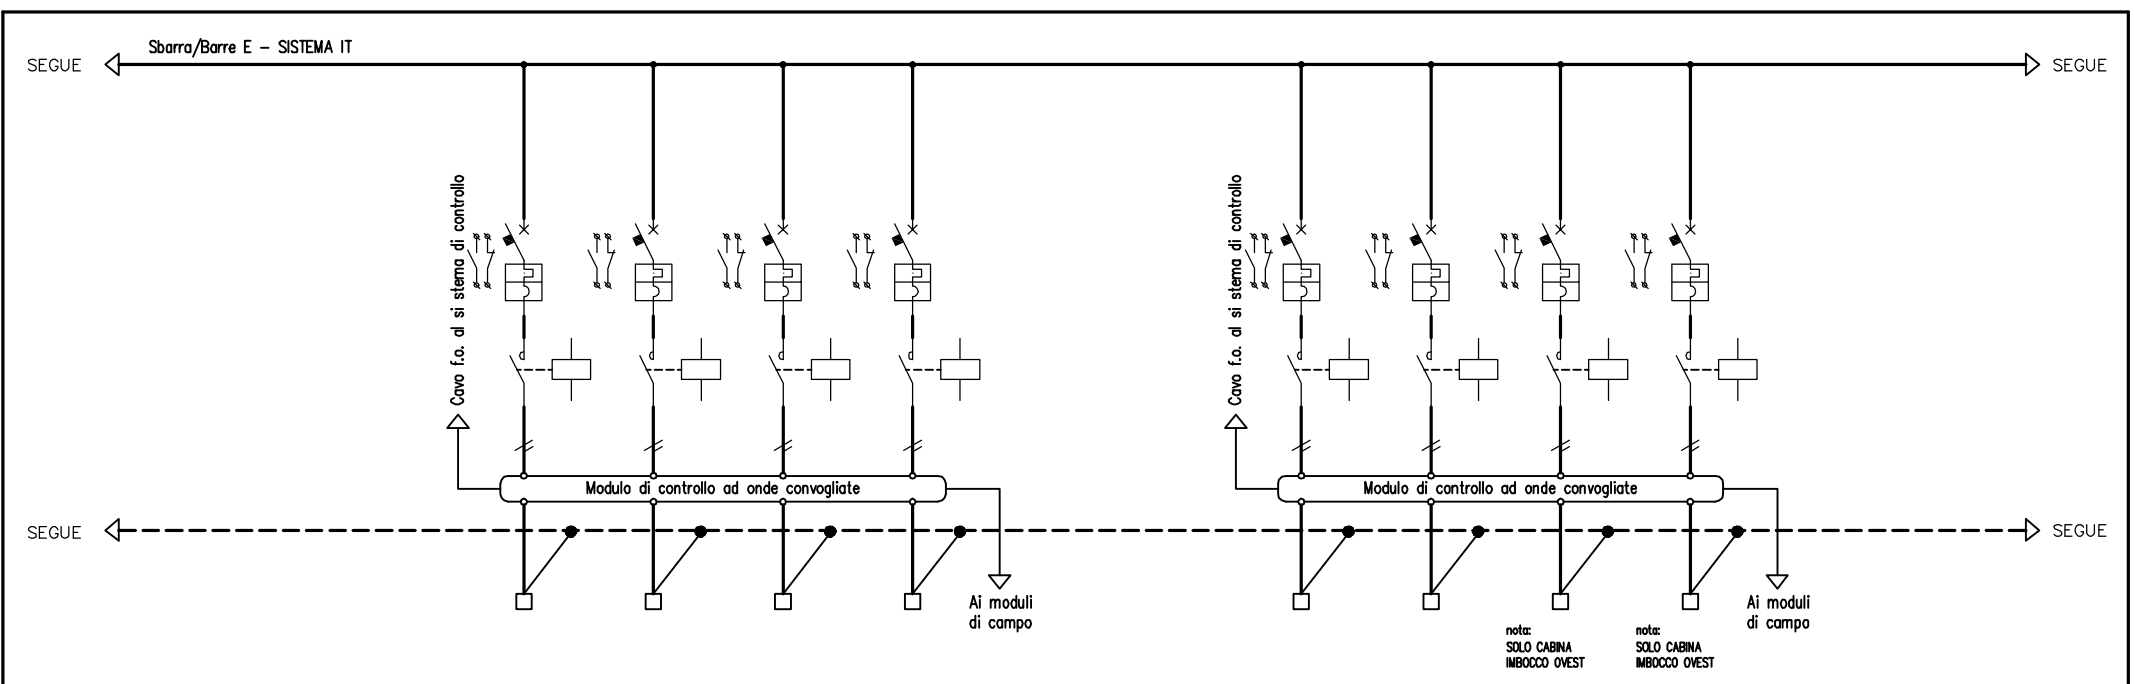 Sbarra/Barre E - SISTEMA IT
SEGUE
SEGUE
Cavo f.o. al si stema di controllo
Cavo f.o. al si stema di controllo
Modulo di controllo ad onde convogliate
Modulo di controllo ad onde convogliate
SEGUE
SEGUE
Ai moduli
di campo
Ai moduli
di campo
nota:
SOLO CABINA
IMBOCCO OVEST
nota:
SOLO CABINA
IMBOCCO OVEST